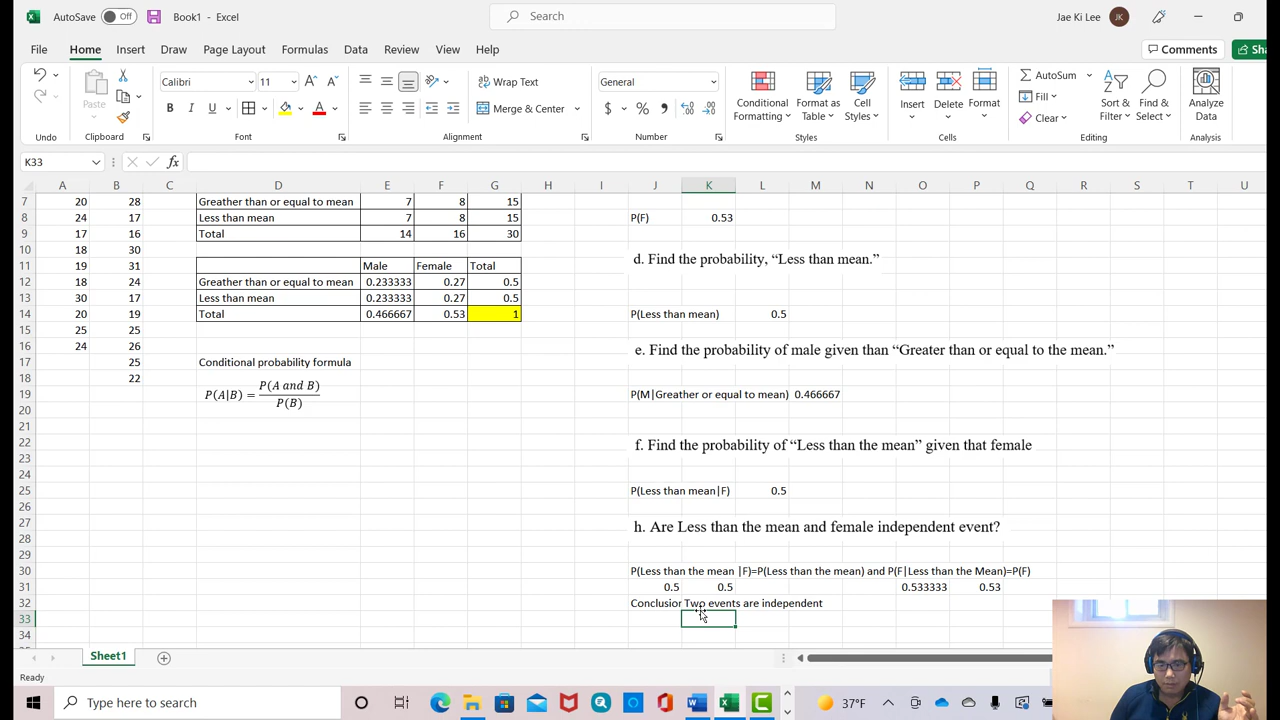 AutoSave Off Book1 - Excel Search Jae Ki Lee JK
File Home Insert Draw Page Layout Formulas Data Review View Help Comments Sha
Calibri 11 Wrap Text General AutoSum
Paste B I U Merge & Center $ % Conditional Formatting Format as Table Cell Styles Insert Delete Format Fill Clear Sort & Filter Find & Select Analyze Data
Undo Clipboard Font Alignment Number Styles Cells Editing Analysis
K33 fx
A B C D E F G H I J K L M N O P Q R S T U
7 20 28 Greather than or equal to mean 7 8 15
8 24 17 Less than mean 7 8 15 P(F) 0.53
9 17 16 Total 14 16 30
10 18 30 d. Find the probability, “Less than mean.”
11 19 31 Male Female Total
12 18 24 Greather than or equal to mean 0.233333 0.27 0.5
13 30 17 Less than mean 0.233333 0.27 0.5
14 20 19 Total 0.466667 0.53 1 P(Less than mean) 0.5
15 25 25
16 24 26 e. Find the probability of male given than “Greater than or equal to the mean.”
17 25 Conditional probability formula
18 22
19 P(A|B) = P(A and B) / P(B) P(M|Greather or equal to mean) 0.466667
20
21
22 f. Find the probability of “Less than the mean” given that female
23
24
25 P(Less than mean|F) 0.5
26
27 h. Are Less than the mean and female independent event?
28
29
30 P(Less than the mean |F)=P(Less than the mean) and P(F|Less than the Mean)=P(F)
31 0.5 0.5 0.533333 0.53
32 Conclusior Two events are independent
33
34
Sheet1
Ready
Type here to search 37°F